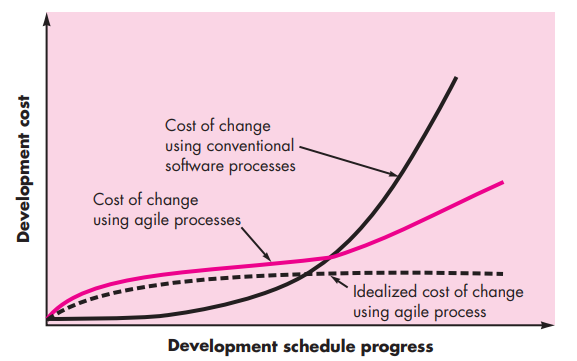 Development cost
Cost of change
using conventional
software processes
Cost of change
using agile processes
Idealized cost of change
using agile process
Development schedule progress